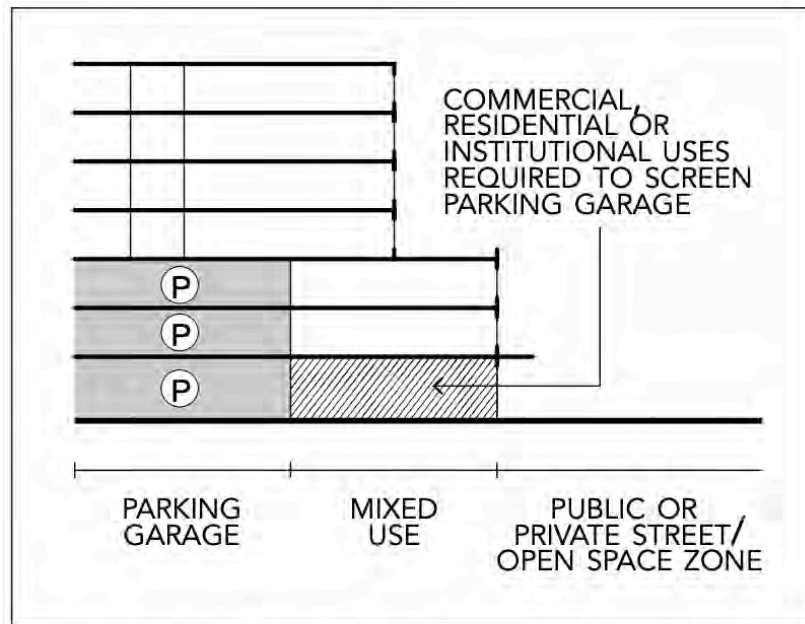 COMMERCIAL,
RESIDENTIAL OR
INSTITUTIONAL USES
REQUIRED TO SCREEN
PARKING GARAGE
P
P
P
PARKING
GARAGE
MIXED
USE
PUBLIC OR
PRIVATE STREET/
OPEN SPACE ZONE